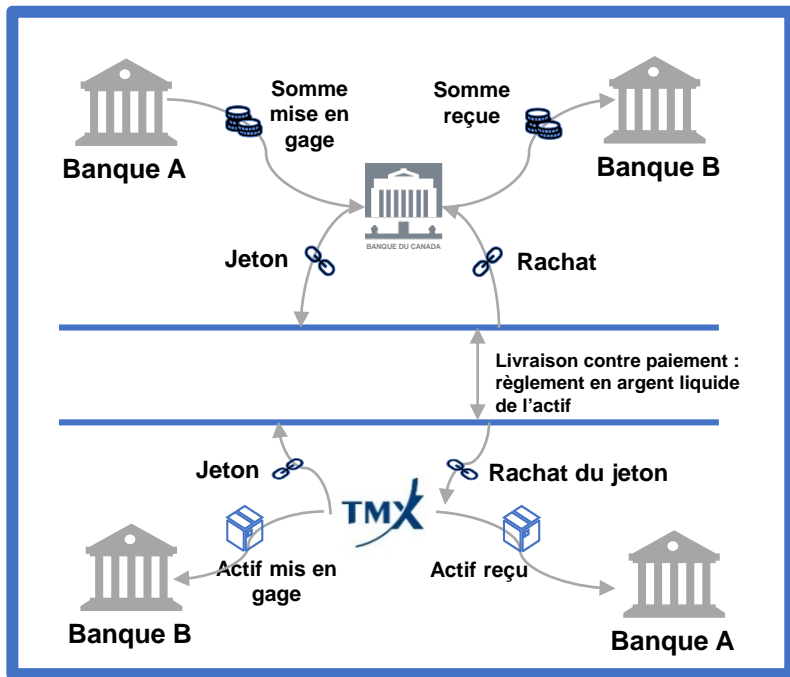 Somme
mise en
gage
Somme
reçue
Banque A
Banque B
BANQUE DU CANADA
Jeton
Rachat
Livraison contre paiement :
règlement en argent liquide
de l’actif
Jeton
Rachat du jeton
TMX
Actif mis en
gage
Actif reçu
Banque B
Banque A